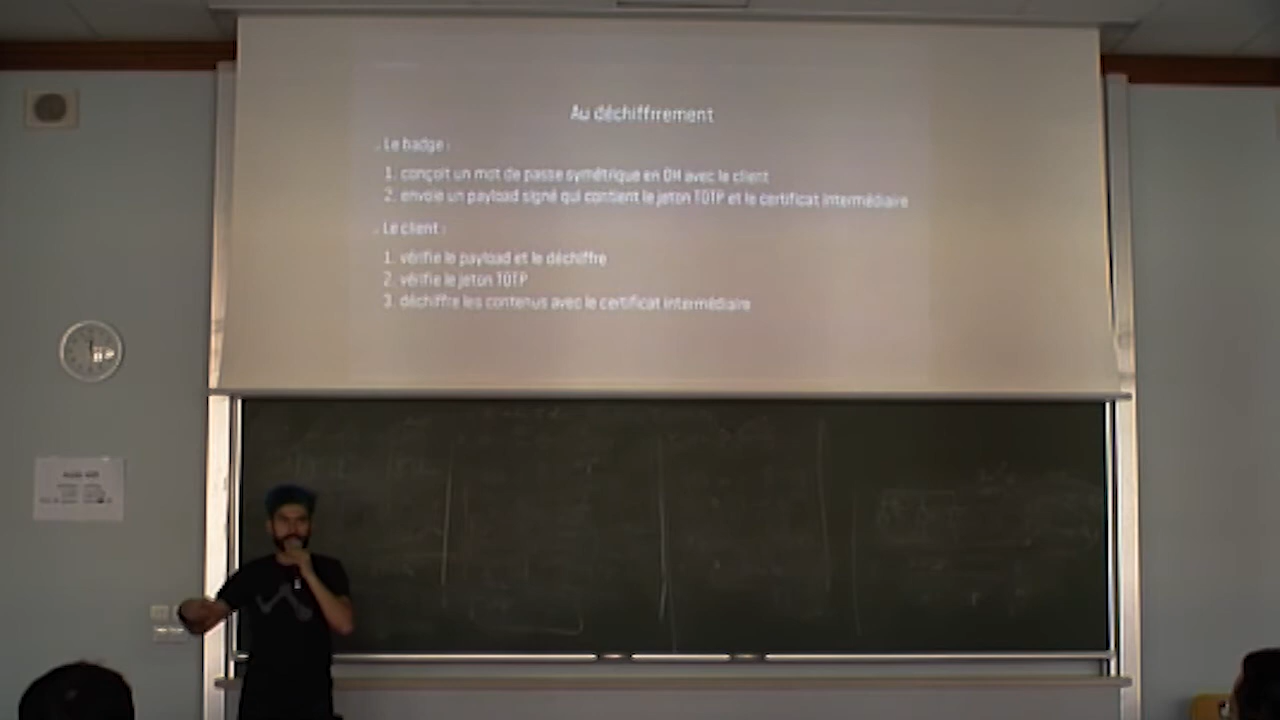 Au déchiffrement
Le badge :
1. conçoit un mot de passe symétrique en DH avec le client
2. envoie un payload signé qui contient le jeton TOTP et le certificat intermédiaire
Le client :
1. vérifie le payload et le déchiffre
2. vérifie le jeton TOTP
3. déchiffre les contenus avec le certificat intermédiaire